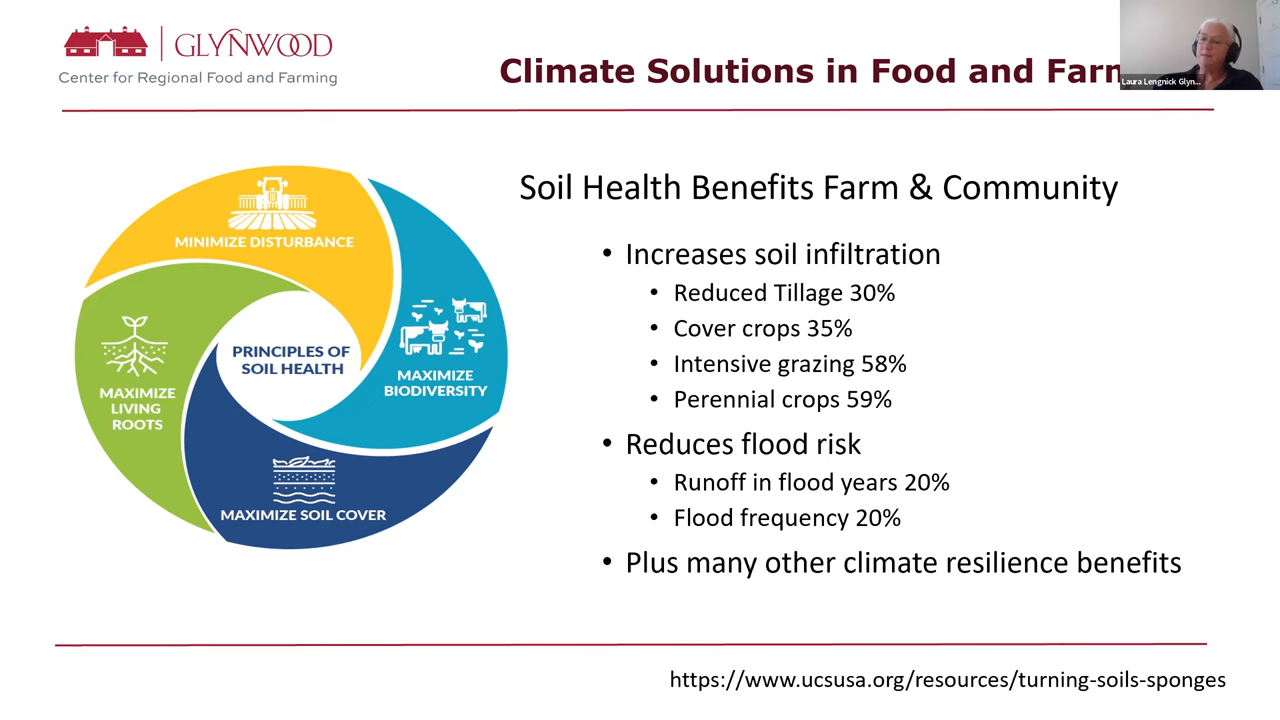 GLYNWOOD
Center for Regional Food and Farming
Climate Solutions in Food and
Laura Lengnick Glyn...
Soil Health Benefits Farm & Community
• Increases soil infiltration
• Reduced Tillage 30%
• Cover crops 35%
• Intensive grazing 58%
• Perennial crops 59%
• Reduces flood risk
• Runoff in flood years 20%
• Flood frequency 20%
• Plus many other climate resilience benefits
MINIMIZE DISTURBANCE
MAXIMIZE
BIODIVERSITY
MAXIMIZE SOIL COVER
MAXIMIZE
LIVING
ROOTS
PRINCIPLES OF
SOIL HEALTH
https://www.ucsusa.org/resources/turning-soils-sponges